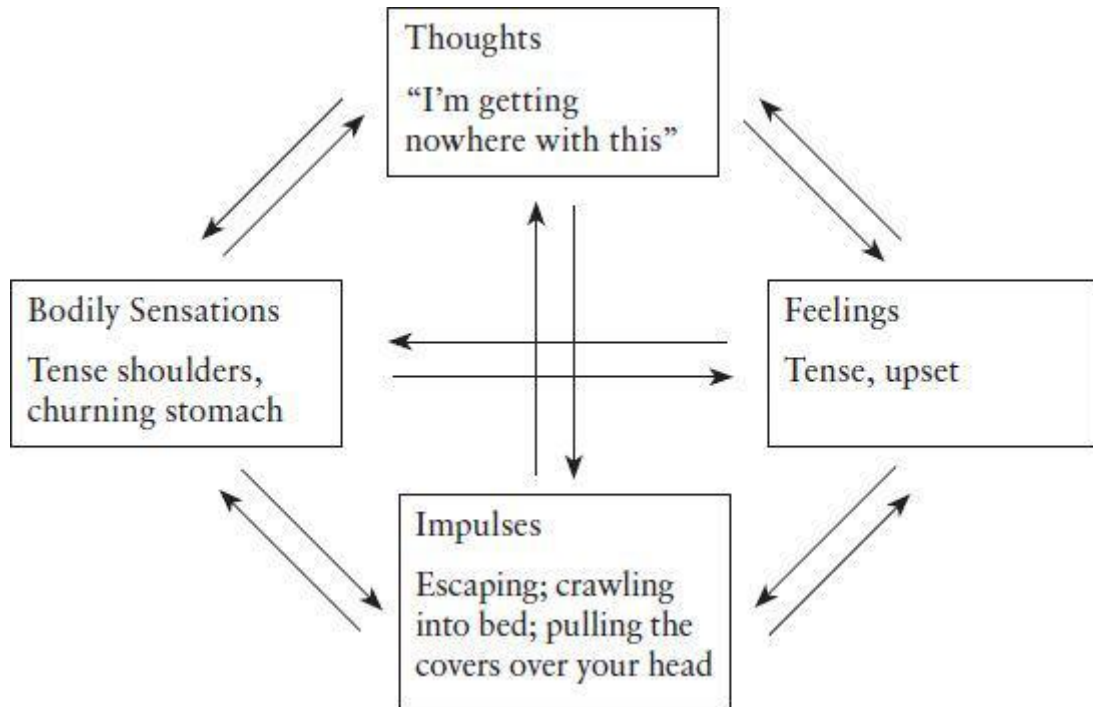 Thoughts
“I’m getting
nowhere with this”
Bodily Sensations
Tense shoulders,
churning stomach
Feelings
Tense, upset
Impulses
Escaping; crawling
into bed; pulling the
covers over your head